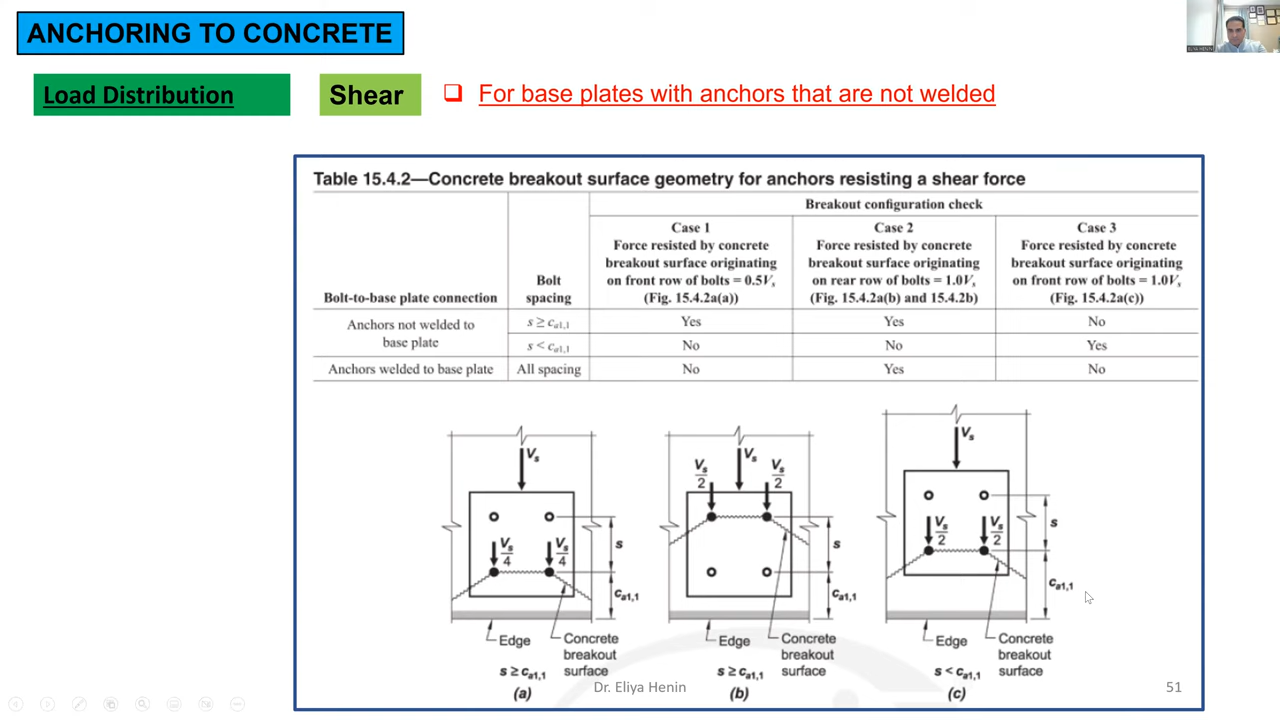 ANCHORING TO CONCRETE
Load Distribution
Shear
For base plates with anchors that are not welded
Table 15.4.2—Concrete breakout surface geometry for anchors resisting a shear force
Bolt-to-base plate connection
Bolt
spacing
Breakout configuration check
Case 1
Force resisted by concrete
breakout surface originating
on front row of bolts = 0.5Vs
(Fig. 15.4.2a(a))
Case 2
Force resisted by concrete
breakout surface originating
on rear row of bolts = 1.0Vs
(Fig. 15.4.2a(b) and 15.4.2b)
Case 3
Force resisted by concrete
breakout surface originating
on front row of bolts = 1.0Vs
(Fig. 15.4.2a(c))
Anchors not welded to
base plate
s ≥ ca1,1 Yes Yes No
s < ca1,1 No No Yes
Anchors welded to base plate All spacing No Yes No
Vs
Vs/4 Vs/4
s
ca1,1
Edge
Concrete
breakout
surface
s ≥ ca1,1
(a)
Vs/2 Vs Vs/2
s
ca1,1
Edge
Concrete
breakout
surface
s ≥ ca1,1
(b)
Vs
Vs/2 Vs/2
s
ca1,1
Edge
Concrete
breakout
surface
s < ca1,1
(c)
Dr. Eliya Henin
51